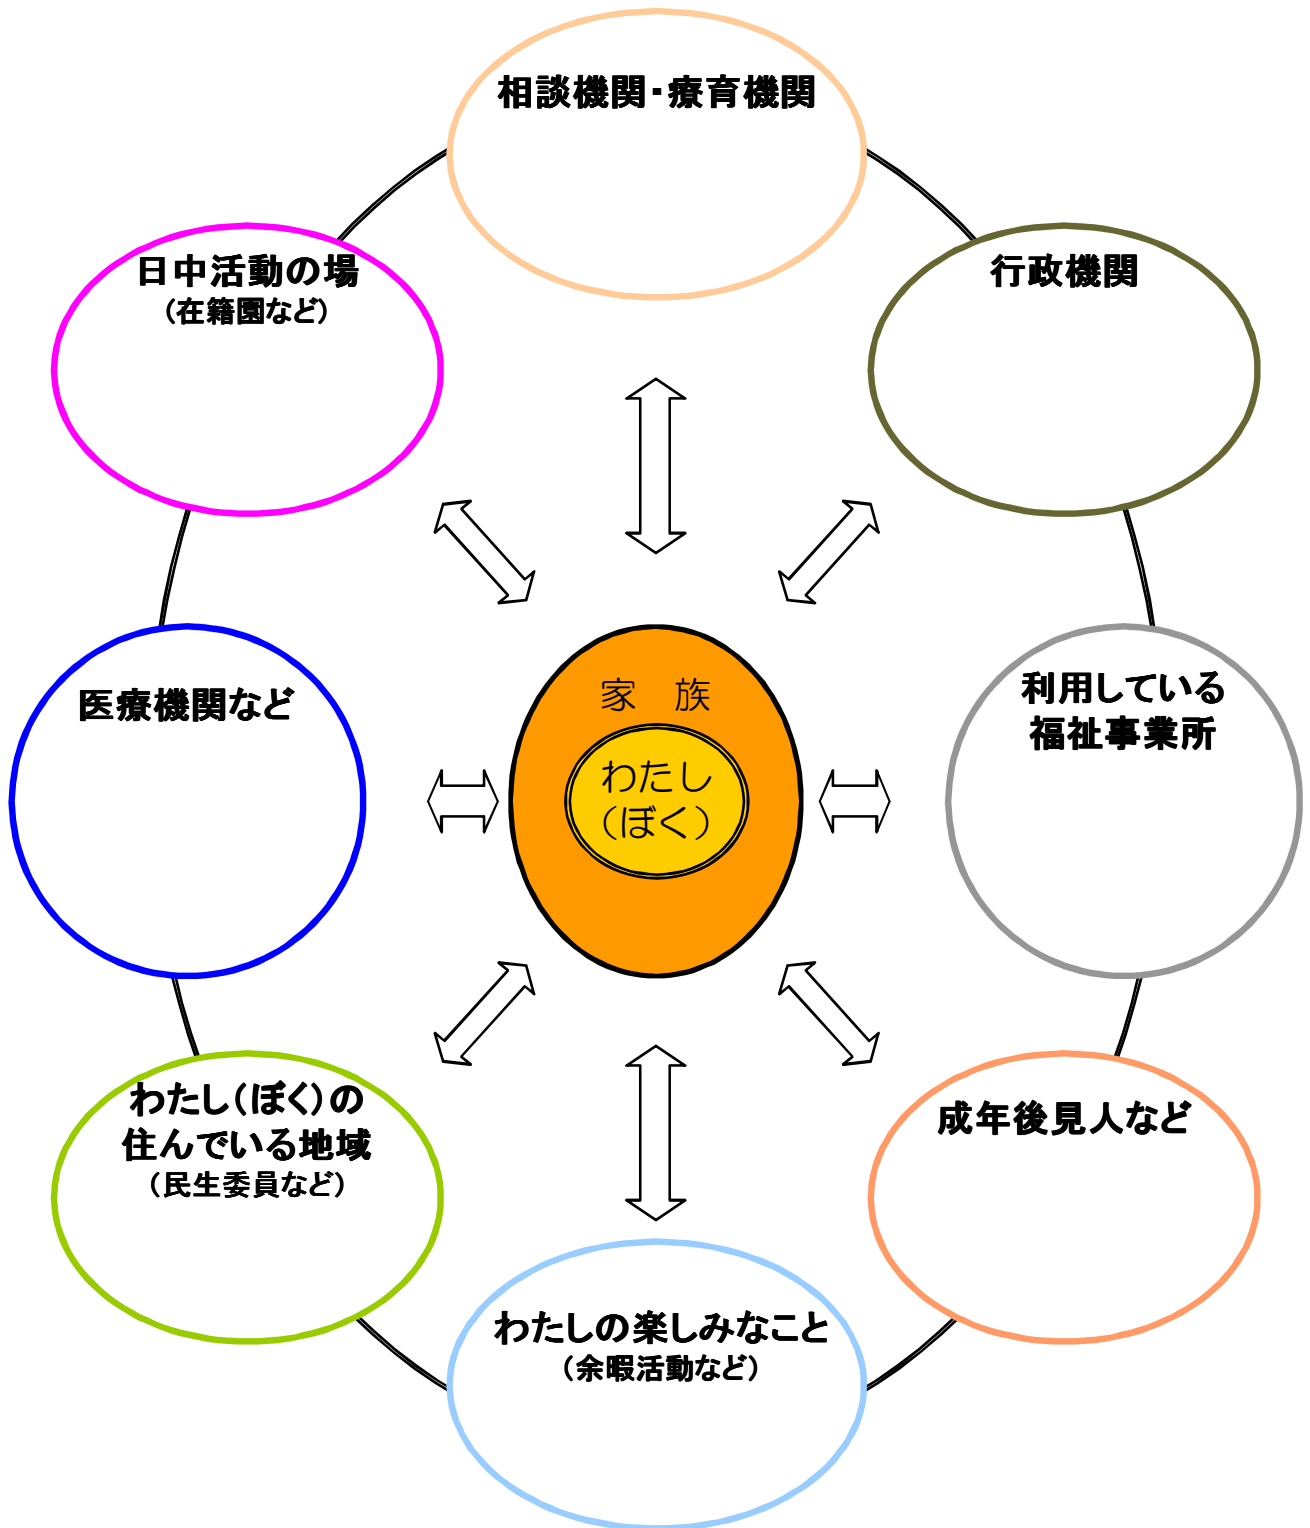 相談機関・療育機関
日中活動の場
（在籍園など）
行政機関
医療機関など
家　族
わたし
（ぼく）
利用している
福祉事業所
わたし（ぼく）の
住んでいる地域
（民生委員など）
成年後見人など
わたしの楽しみなこと
（余暇活動など）